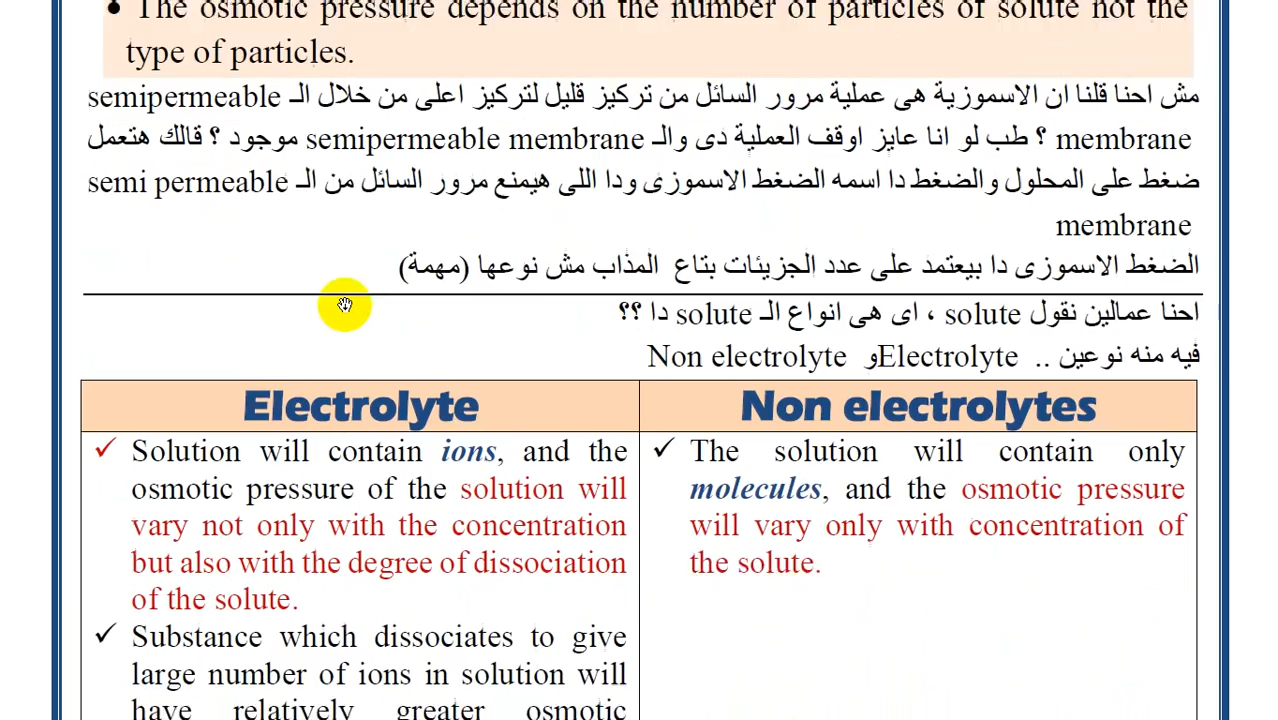 • The osmotic pressure depends on the number of particles of solute not the
type of particles.
مش احنا قلنا ان الاسموزية هى عملية مرور السائل من تركيز قليل لتركيز اعلى من خلال الـ semipermeable
membrane ؟ طب لو انا عايز اوقف العملية دى والـ semipermeable membrane موجود ؟ قالك هتعمل
ضغط على المحلول والضغط دا اسمه الضغط الاسموزى ودا اللى هيمنع مرور السائل من الـ semi permeable
membrane
الضغط الاسموزى دا بيعتمد على عدد الجزيئات بتاع المذاب مش نوعها (مهمة)
احنا عمالين نقول solute ، اى هى انواع الـ solute دا ؟؟
فيه منه نوعين .. Electrolyte و Non electrolyte
Electrolyte
✓ Solution will contain ions, and the
osmotic pressure of the solution will
vary not only with the concentration
but also with the degree of dissociation
of the solute.
✓ Substance which dissociates to give
large number of ions in solution will
have relatively greater osmotic
Non electrolytes
✓ The solution will contain only
molecules, and the osmotic pressure
will vary only with concentration of
the solute.